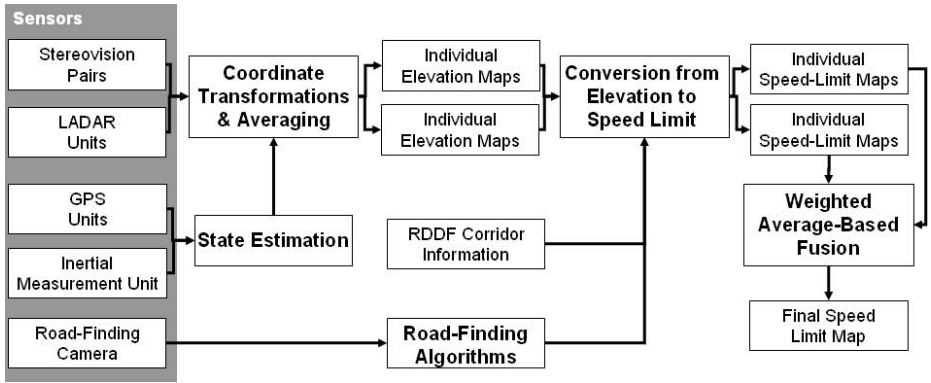 Sensors
Stereovision
Pairs
LADAR
Units
GPS
Units
Inertial
Measurement Unit
Road-Finding
Camera
Coordinate
Transformations
& Averaging
State Estimation
Individual
Elevation Maps
Individual
Elevation Maps
RDDF Corridor
Information
Road-Finding
Algorithms
Conversion from
Elevation to
Speed Limit
Individual
Speed-Limit Maps
Individual
Speed-Limit Maps
Weighted
Average-Based
Fusion
Final Speed
Limit Map